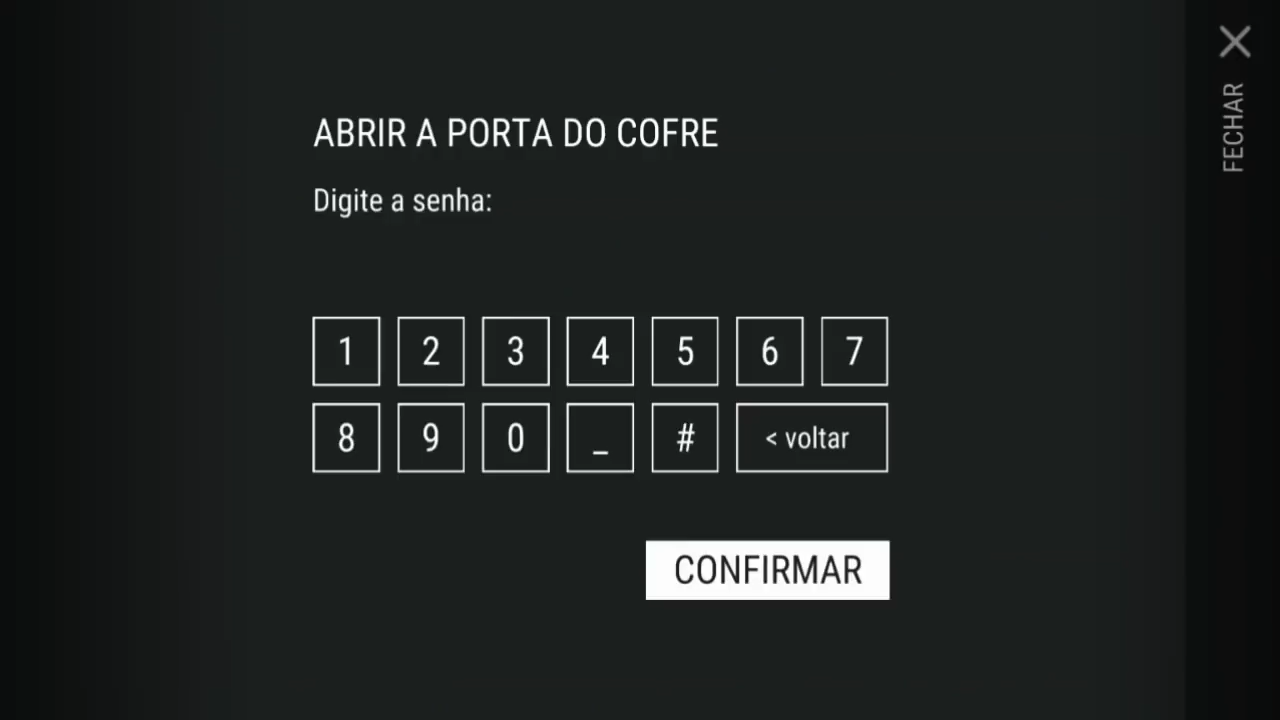 ABRIR A PORTA DO COFRE
Digite a senha:
1 2 3 4 5 6 7
8 9 0 _ # < voltar
CONFIRMAR
FECHAR